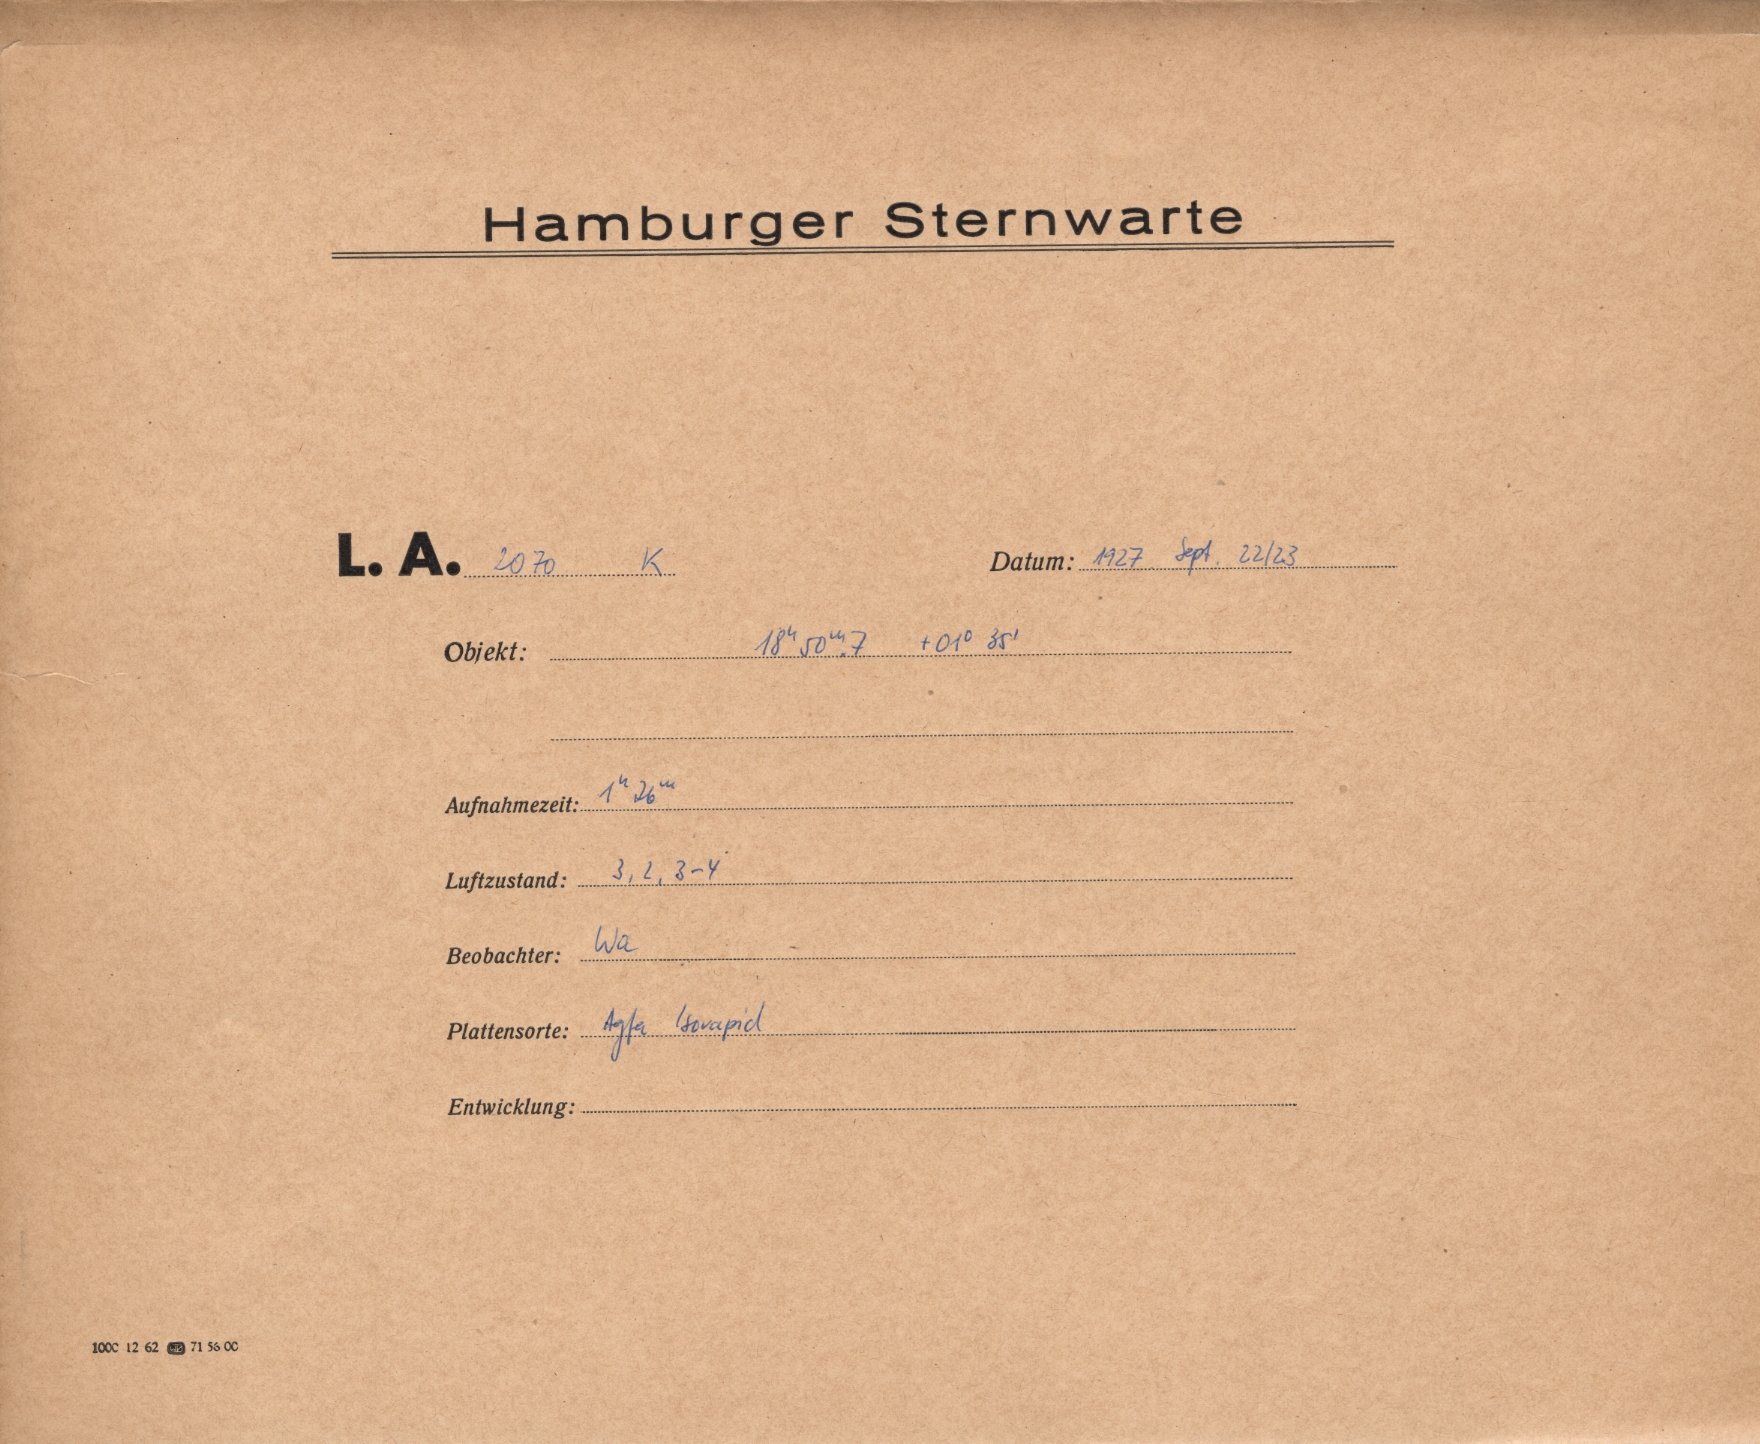 Hamburger Sternwarte
L. A. 2070 K Datum: 1927 Sept. 22/23
Objekt: 18ʰ 50ᵐ.7 +01° 35'
Aufnahmezeit: 1ʰ 26ᵐ
Luftzustand: 3, 2, 3-4
Beobachter: Wa
Plattensorte: Agfa Isorapid
Entwicklung:
1000 12 62 71 56 00